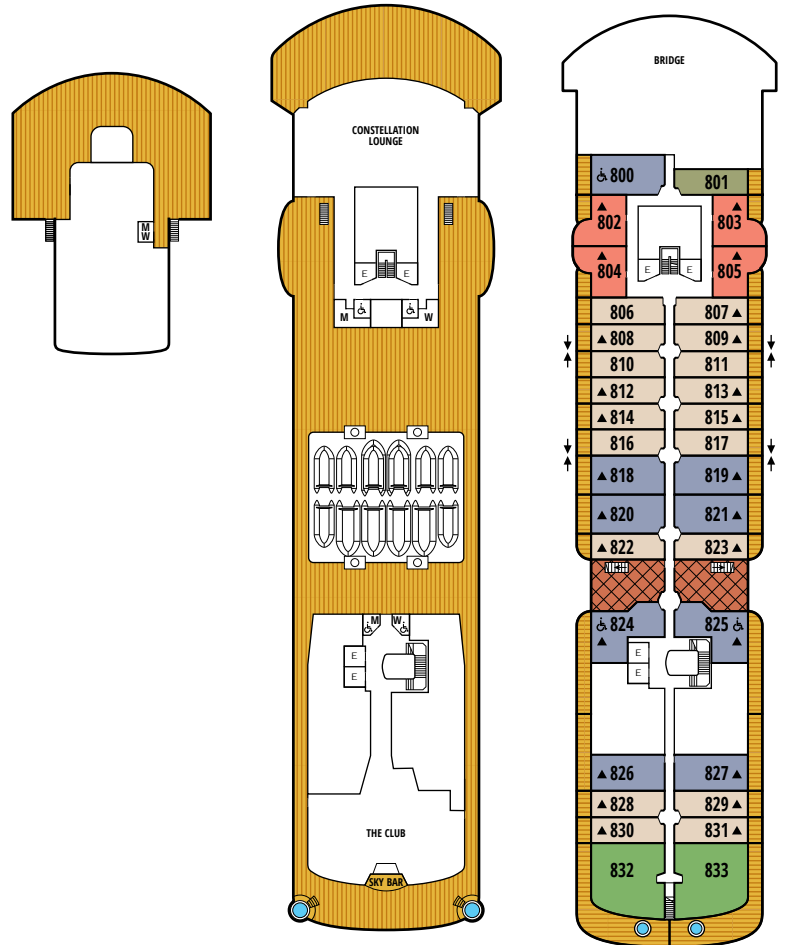 M
W
CONSTELLATION
LOUNGE
E E
M W
M W
E
E
THE CLUB
SKY BAR
BRIDGE
800 801
802 803
804 805
E E
806 807
808 809
810 811
812 813
814 815
816 817
818 819
820 821
822 823
824 825
E
E
826 827
828 829
830 831
832 833